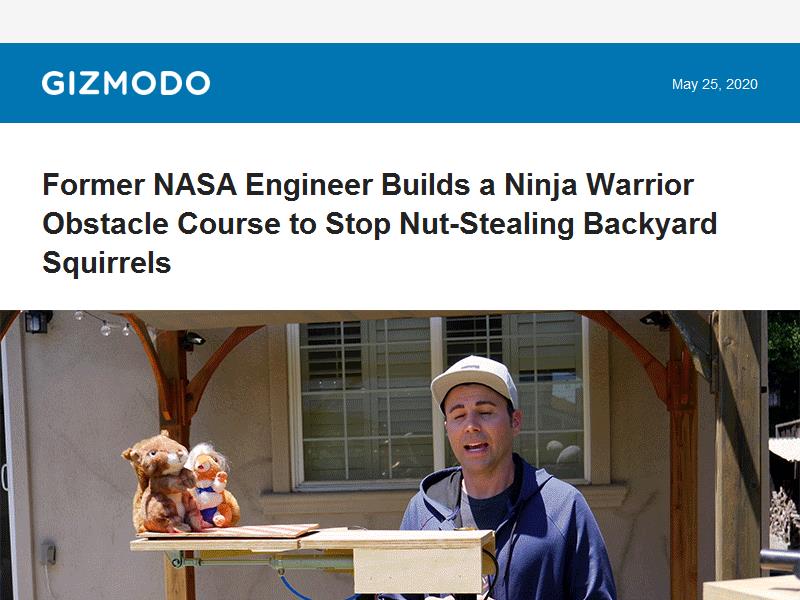 GIZMODO
May 25, 2020
Former NASA Engineer Builds a Ninja Warrior
Obstacle Course to Stop Nut-Stealing Backyard
Squirrels